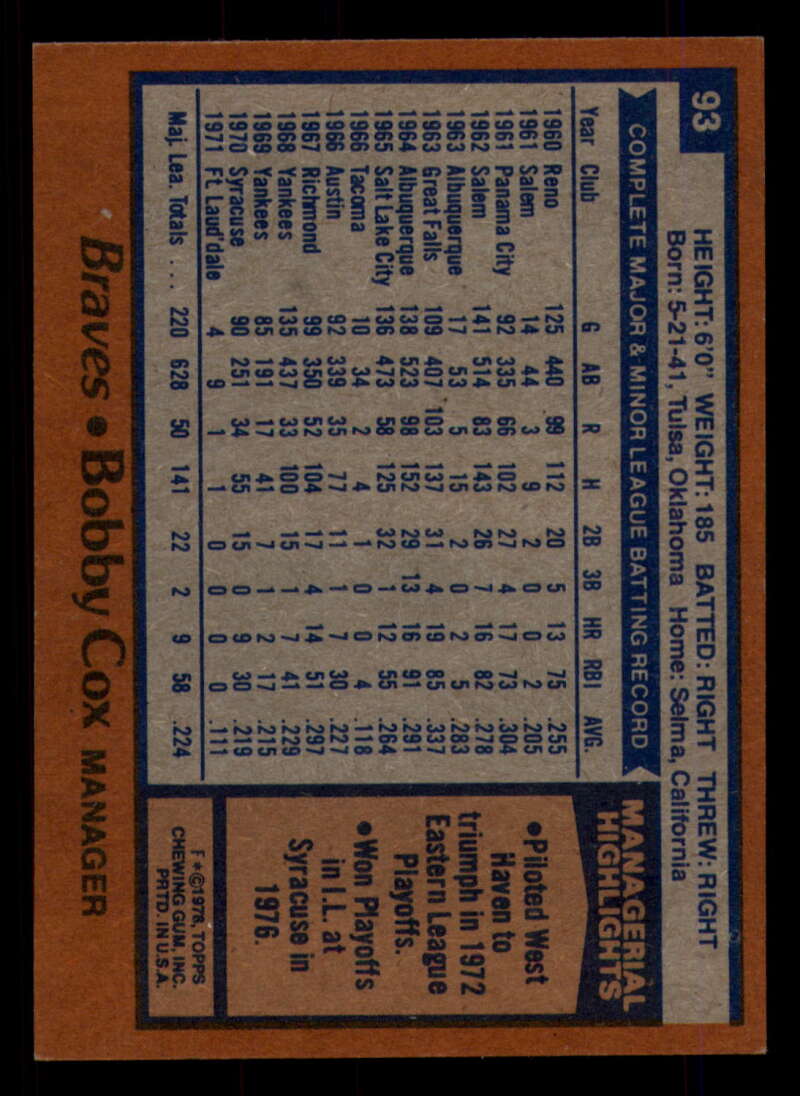 93
HEIGHT: 6'0" WEIGHT: 185 BATTED: RIGHT THREW: RIGHT
Born: 5-21-41, Tulsa, Oklahoma Home: Selma, California
COMPLETE MAJOR & MINOR LEAGUE BATTING RECORD
Year Club G AB R H 2B 3B HR RBI AVG.
1960 Reno 125 440 99 112 20 5 13 75 .255
1961 Salem 14 44 3 9 2 0 0 2 .205
1961 Panama City 92 335 66 102 27 4 17 73 .304
1962 Salem 141 514 83 143 26 7 16 82 .278
1963 Albuquerque 17 53 5 15 2 0 2 5 .283
1963 Great Falls 109 407 103 137 31 4 19 85 .337
1964 Albuquerque 138 523 98 152 29 13 16 91 .291
1965 Salt Lake City 136 473 58 125 32 1 12 55 .264
1966 Tacoma 10 34 2 4 1 0 0 4 .118
1966 Austin 92 339 35 77 11 1 7 30 .227
1967 Richmond 99 350 52 104 17 4 14 51 .297
1968 Yankees 135 437 33 100 15 1 7 41 .229
1969 Yankees 85 191 17 41 7 1 2 17 .215
1970 Syracuse 90 251 34 55 15 0 9 30 .219
1971 Ft. Laud'dale 4 9 1 1 0 0 0 0 .111
Maj. Lea. Totals ... 220 628 50 141 22 2 9 58 .224
MANAGERIAL
HIGHLIGHTS
•Piloted West
Haven to
triumph in 1972
Eastern League
Playoffs.
•Won Playoffs
in I.L. at
Syracuse in
1976.
F*©1978, TOPPS
CHEWING GUM, INC.
PRTD. IN U.S.A.
Braves • Bobby Cox MANAGER